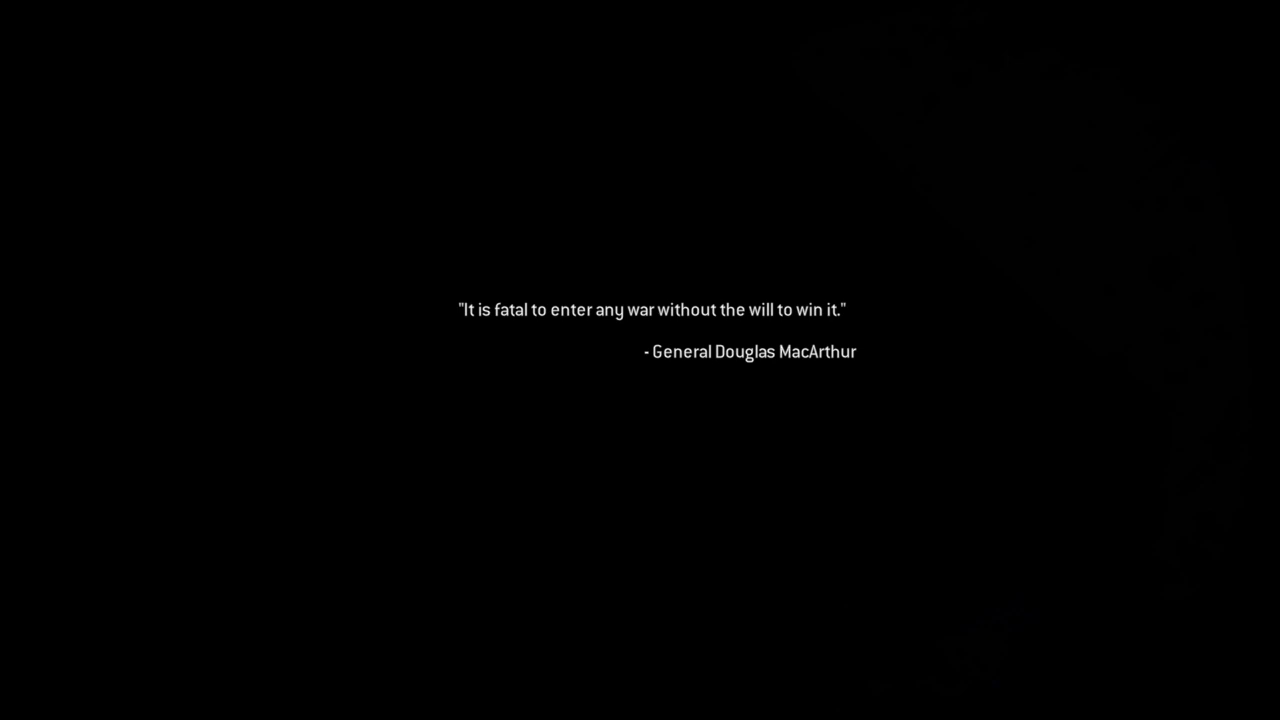 "It is fatal to enter any war without the will to win it."
- General Douglas MacArthur